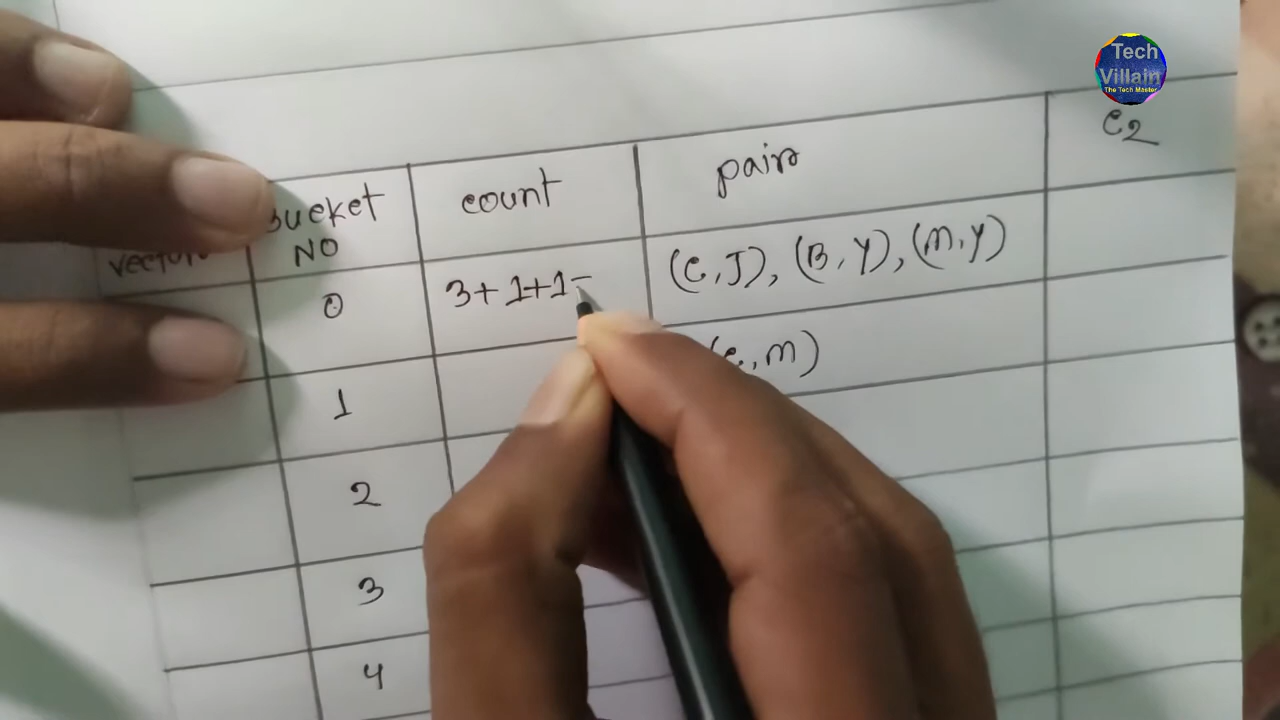 Tech
Villain
The Tech Master
vector bucket NO count pair C2
0 3+1+1= (C,J), (B,Y), (M,Y)
1 (C,M)
2
3
4